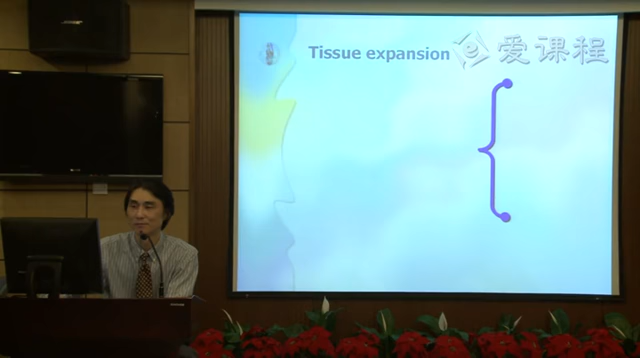 Tissue expansion
爱课程